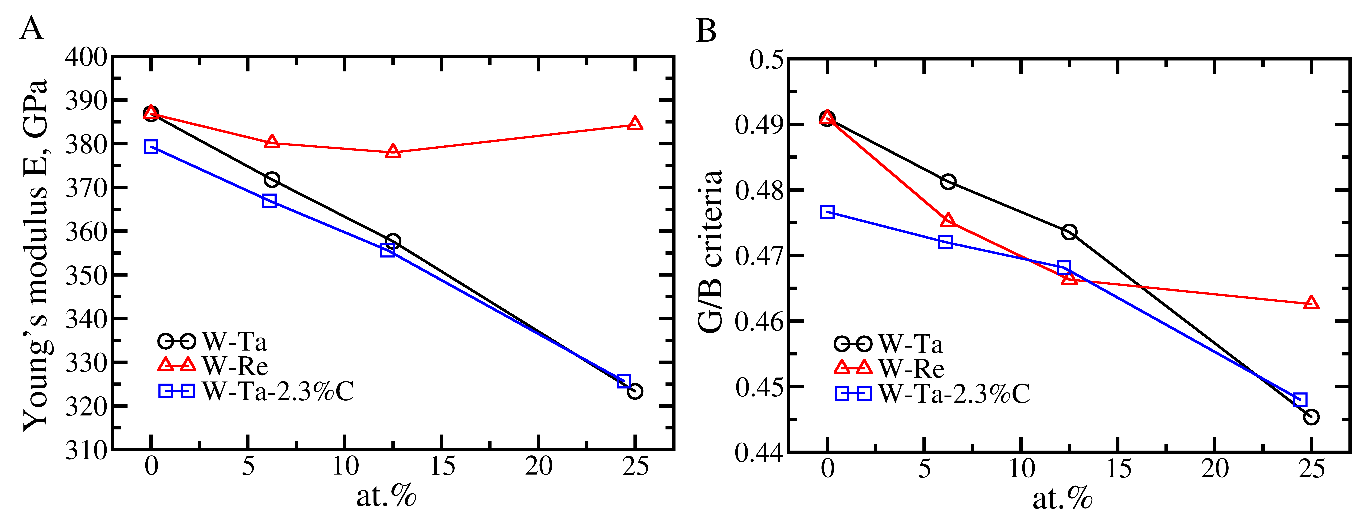 A
Young's modulus E, GPa
400
390
380
370
360
350
340
330
320
310
W-Ta
W-Re
W-Ta-2.3%C
0 5 10 15 20 25
at.%
B
G/B criteria
0.5
0.49
0.48
0.47
0.46
0.45
0.44
W-Ta
W-Re
W-Ta-2.3%C
0 5 10 15 20 25
at.%